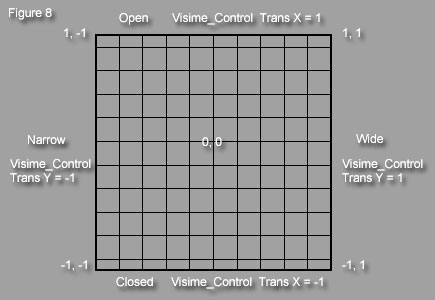 Figure 8
Open Visime_Control Trans X = 1
1, -1
1, 1
0, 0
Narrow
Visime_Control
Trans Y = -1
Wide
Visime_Control
Trans Y = 1
-1, -1
-1, 1
Closed Visime_Control Trans X = -1